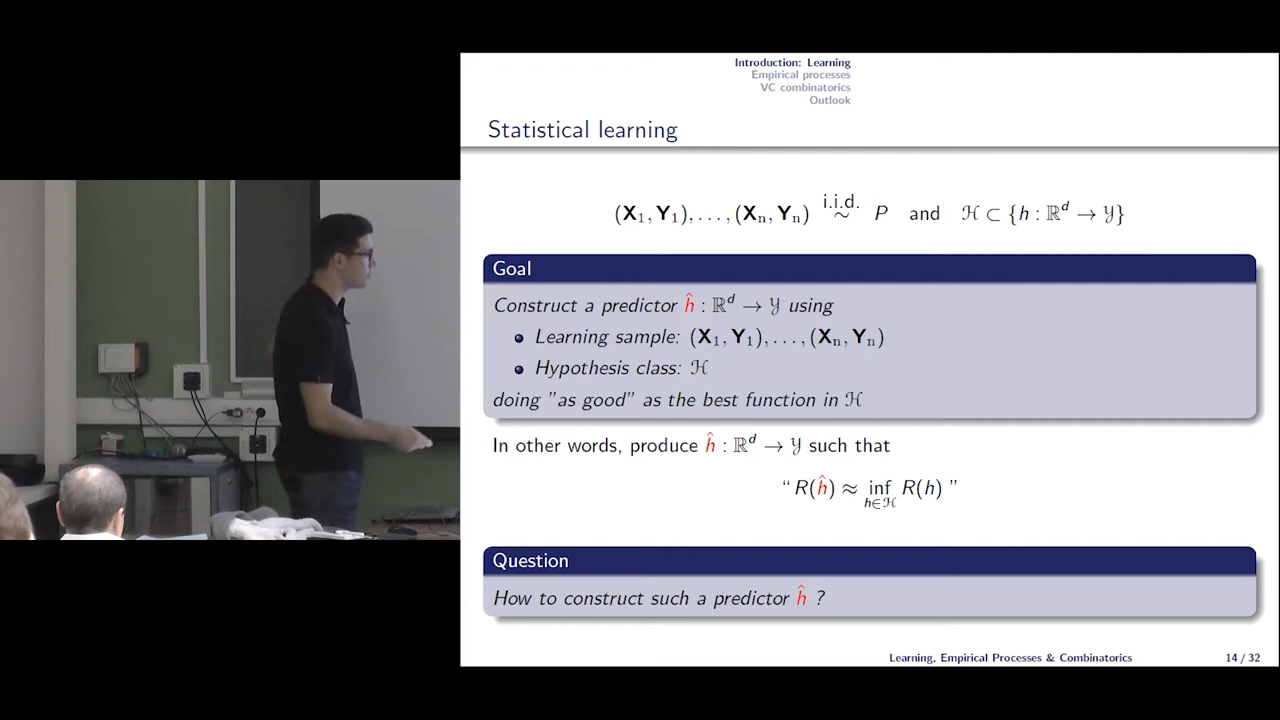 Introduction: Learning
Empirical processes
VC combinatorics
Outlook
Statistical learning
(X₁, Y₁), . . . , (Xₙ, Yₙ) i.i.d. ∼ P and ℋ ⊂ {h : ℝᵈ → 𝒴}
Goal
Construct a predictor ĥ : ℝᵈ → 𝒴 using
Learning sample: (X₁, Y₁), . . . , (Xₙ, Yₙ)
Hypothesis class: ℋ
doing "as good" as the best function in ℋ
In other words, produce ĥ : ℝᵈ → 𝒴 such that
“ R(ĥ) ≈ inf h∈ℋ R(h) ”
Question
How to construct such a predictor ĥ ?
Learning, Empirical Processes & Combinatorics 14 / 32